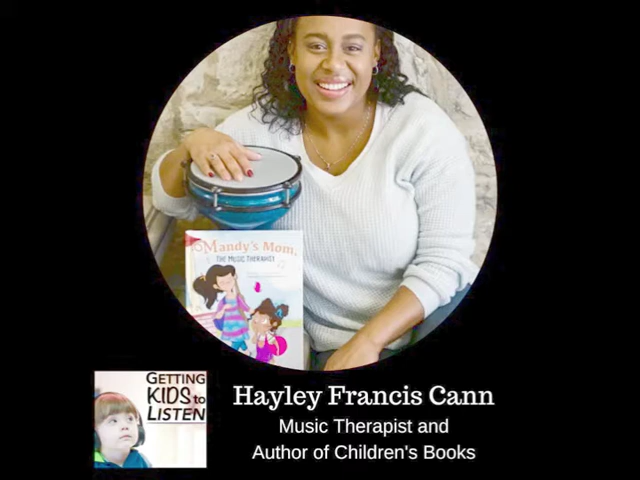 Mandy's Mom,
THE MUSIC THERAPIST
GETTING
KIDS to
LISTEN
Hayley Francis Cann
Music Therapist and
Author of Children's Books